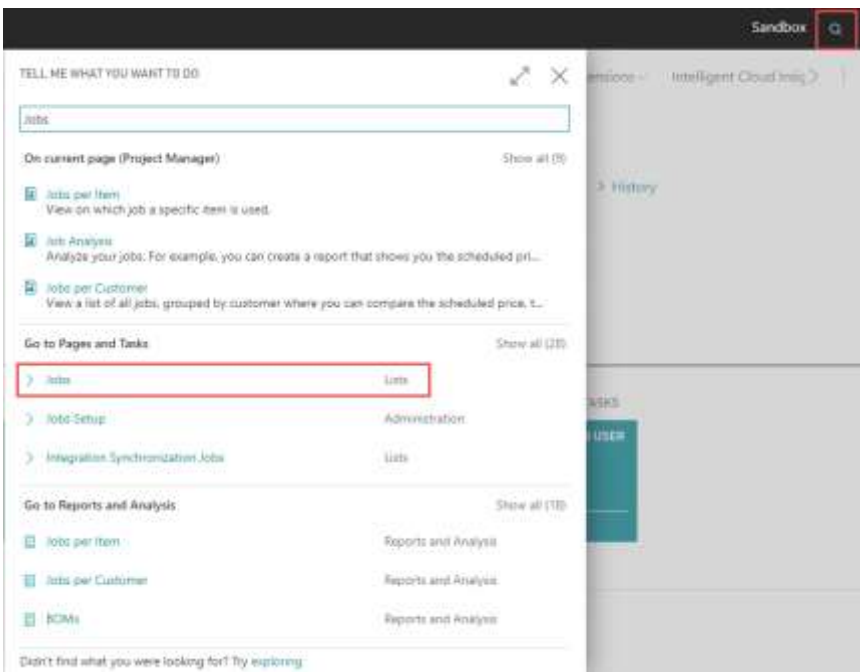 Sandbox
TELL ME WHAT YOU WANT TO DO
Jobs
On current page (Project Manager) Show all (9)
Jobs per Item
View on which job a specific item is used.
Job Analysis
Analyze your jobs. For example, you can create a report that shows you the scheduled pri...
Jobs per Customer
View a list of all jobs, grouped by customer where you can compare the scheduled price, t...
Go to Pages and Tasks Show all (28)
Jobs Lists
Jobs Setup Administration
Integration Synchronization Jobs Lists
Go to Reports and Analysis Show all
Jobs per Item Reports and Analysis
Jobs per Customer Reports and Analysis
BOMs Reports and Analysis
Didn't find what you were looking for? Try exploring
ensions
Intelligent Cloud Insig
History
ASKS
USER